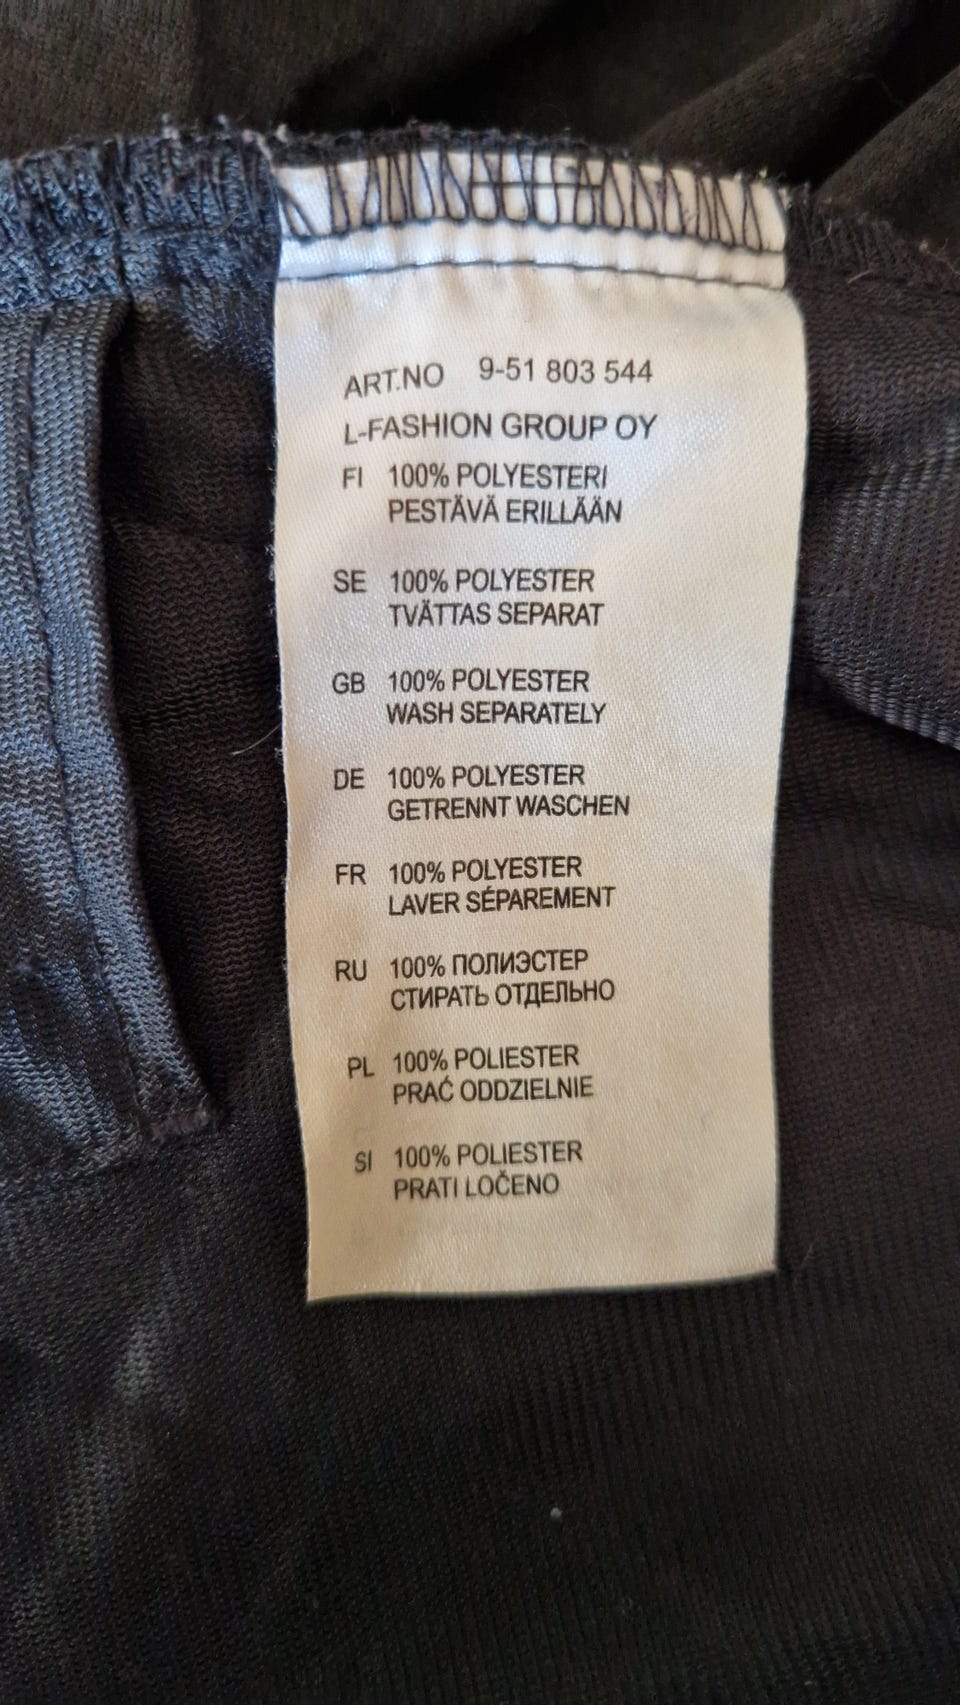 ART.NO 9-51 803 544
L-FASHION GROUP OY
FI 100% POLYESTERI
PESTÄVÄ ERILLÄÄN
SE 100% POLYESTER
TVÄTTAS SEPARAT
GB 100% POLYESTER
WASH SEPARATELY
DE 100% POLYESTER
GETRENNT WASCHEN
FR 100% POLYESTER
LAVER SÉPAREMENT
RU 100% ПОЛИЭСТЕР
СТИРАТЬ ОТДЕЛЬНО
PL 100% POLIESTER
PRAĆ ODDZIELNIE
SI 100% POLIESTER
PRATI LOČENO